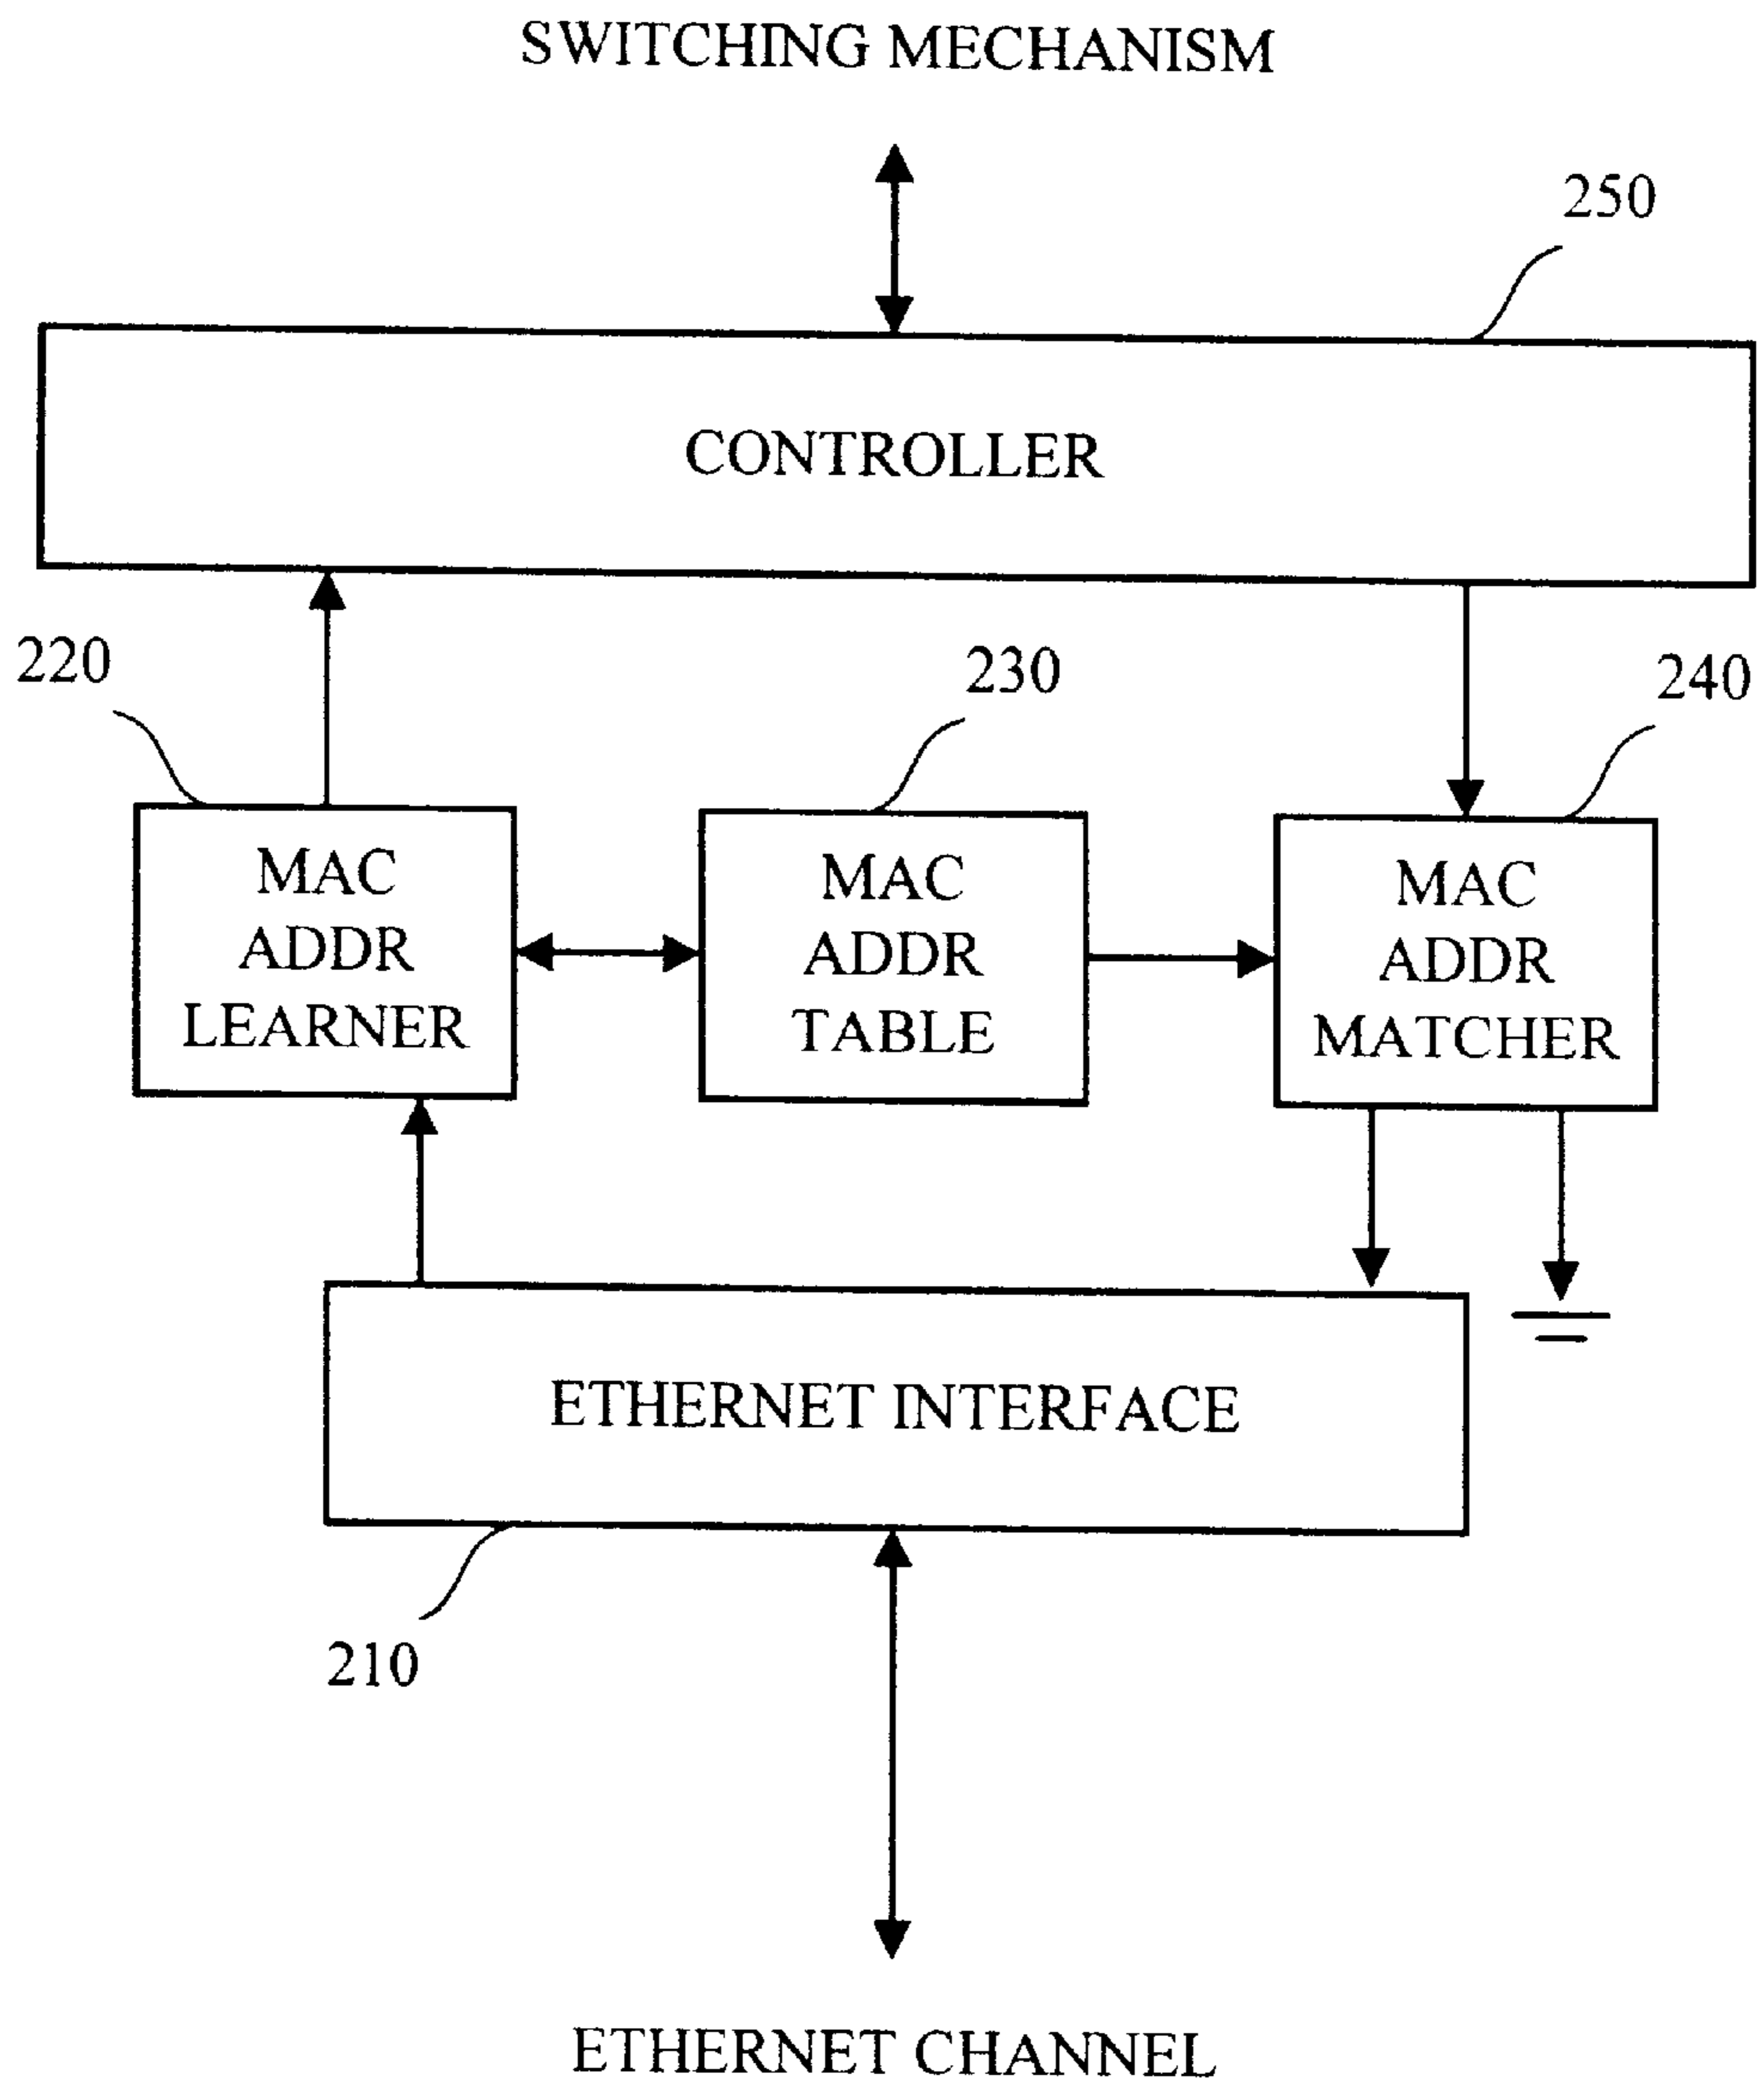 SWITCHING MECHANISM
250
CONTROLLER
220
230
240
MAC
ADDR
LEARNER
MAC
ADDR
TABLE
MAC
ADDR
MATCHER
ETHERNET INTERFACE
210
ETHERNET CHANNEL